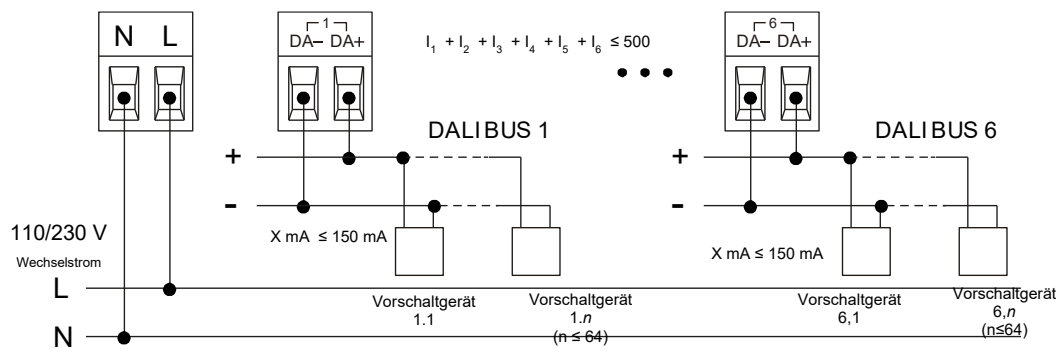 N L
1
DA− DA+
I1 + I2 + I3 + I4 + I5 + I6 ≤ 500
6
DA− DA+
DALI BUS 1
DALI BUS 6
+
+
-
-
X mA ≤ 150 mA
X mA ≤ 150 mA
110/230 V
Wechselstrom
L
N
Vorschaltgerät
1.1
Vorschaltgerät
1.n
(n ≤ 64)
Vorschaltgerät
6,1
Vorschaltgerät
6,n
(n≤64)